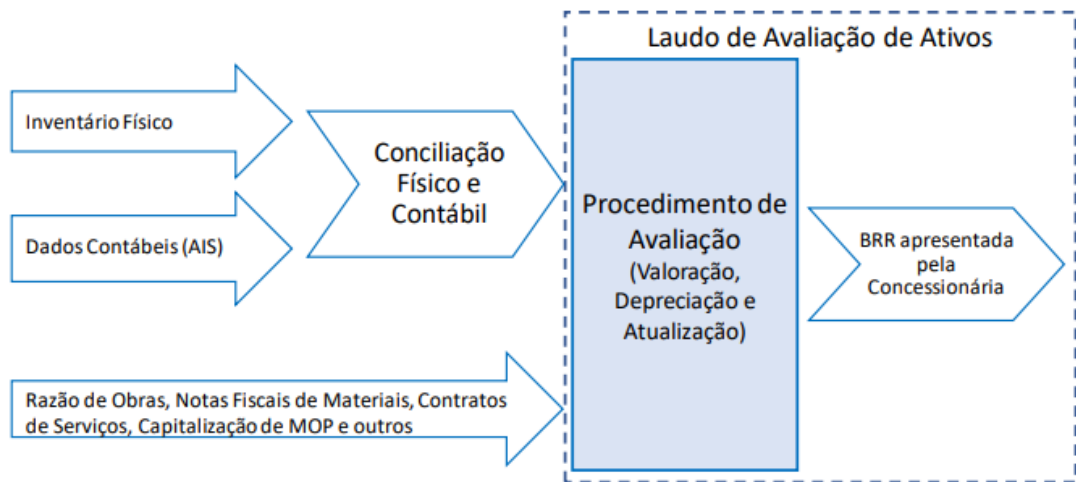 Laudo de Avaliação de Ativos
Inventário Físico
Dados Contábeis (AIS)
Conciliação
Físico e
Contábil
Razão de Obras, Notas Fiscais de Materiais, Contratos
de Serviços, Capitalização de MOP e outros
Procedimento de
Avaliação
(Valoração,
Depreciação e
Atualização)
BRR apresentada
pela
Concessionária